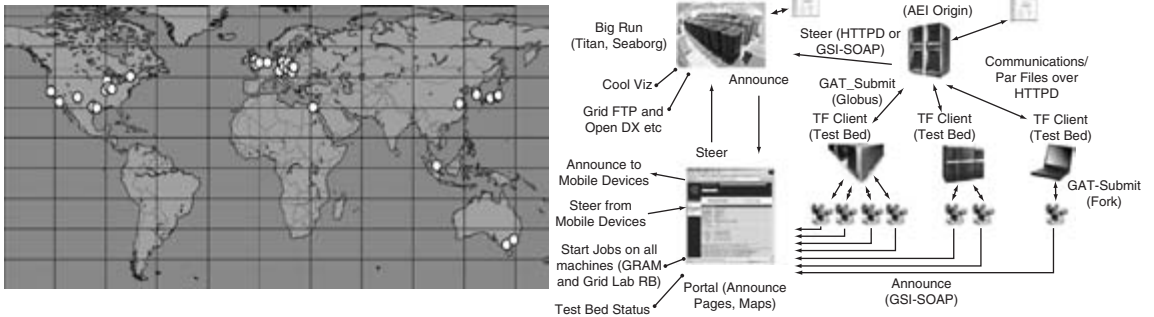 Big Run
(Titan, Seaborg)
Cool Viz
Grid FTP and
Open DX etc
Announce
Steer
(AEI Origin)
Steer (HTTPD or
GSI-SOAP)
GAT_Submit
(Globus)
Communications/
Par Files over
HTTPD
TF Client
(Test Bed)
TF Client
(Test Bed)
TF Client
(Test Bed)
GAT-Submit
(Fork)
Announce to
Mobile Devices
Steer from
Mobile Devices
Start Jobs on all
machines (GRAM
and Grid Lab RB)
Test Bed Status
Portal (Announce
Pages, Maps)
Announce
(GSI-SOAP)